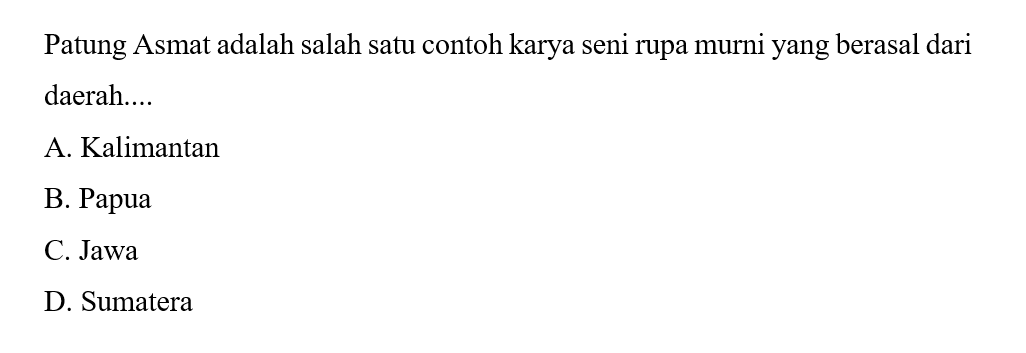 Patung Asmat adalah salah satu contoh karya seni rupa murni yang berasal dari
daerah....
A. Kalimantan
B. Papua
C. Jawa
D. Sumatera